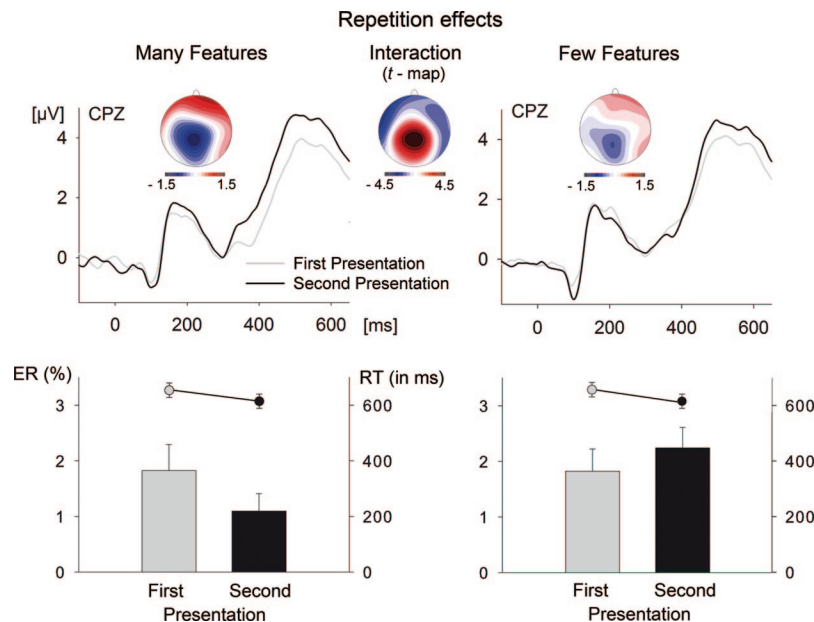 Repetition effects
Many Features
Interaction
(t - map)
Few Features
[µV]
CPZ
CPZ
4
2
0
- 1.5 1.5
- 4.5 4.5
- 1.5 1.5
4
2
0
First Presentation
Second Presentation
0 200 400 600 [ms]
0 200 400 600
ER (%)
RT (in ms)
3
2
1
0
600
400
200
0
3
2
1
0
600
400
200
0
First Second
Presentation
First Second
Presentation